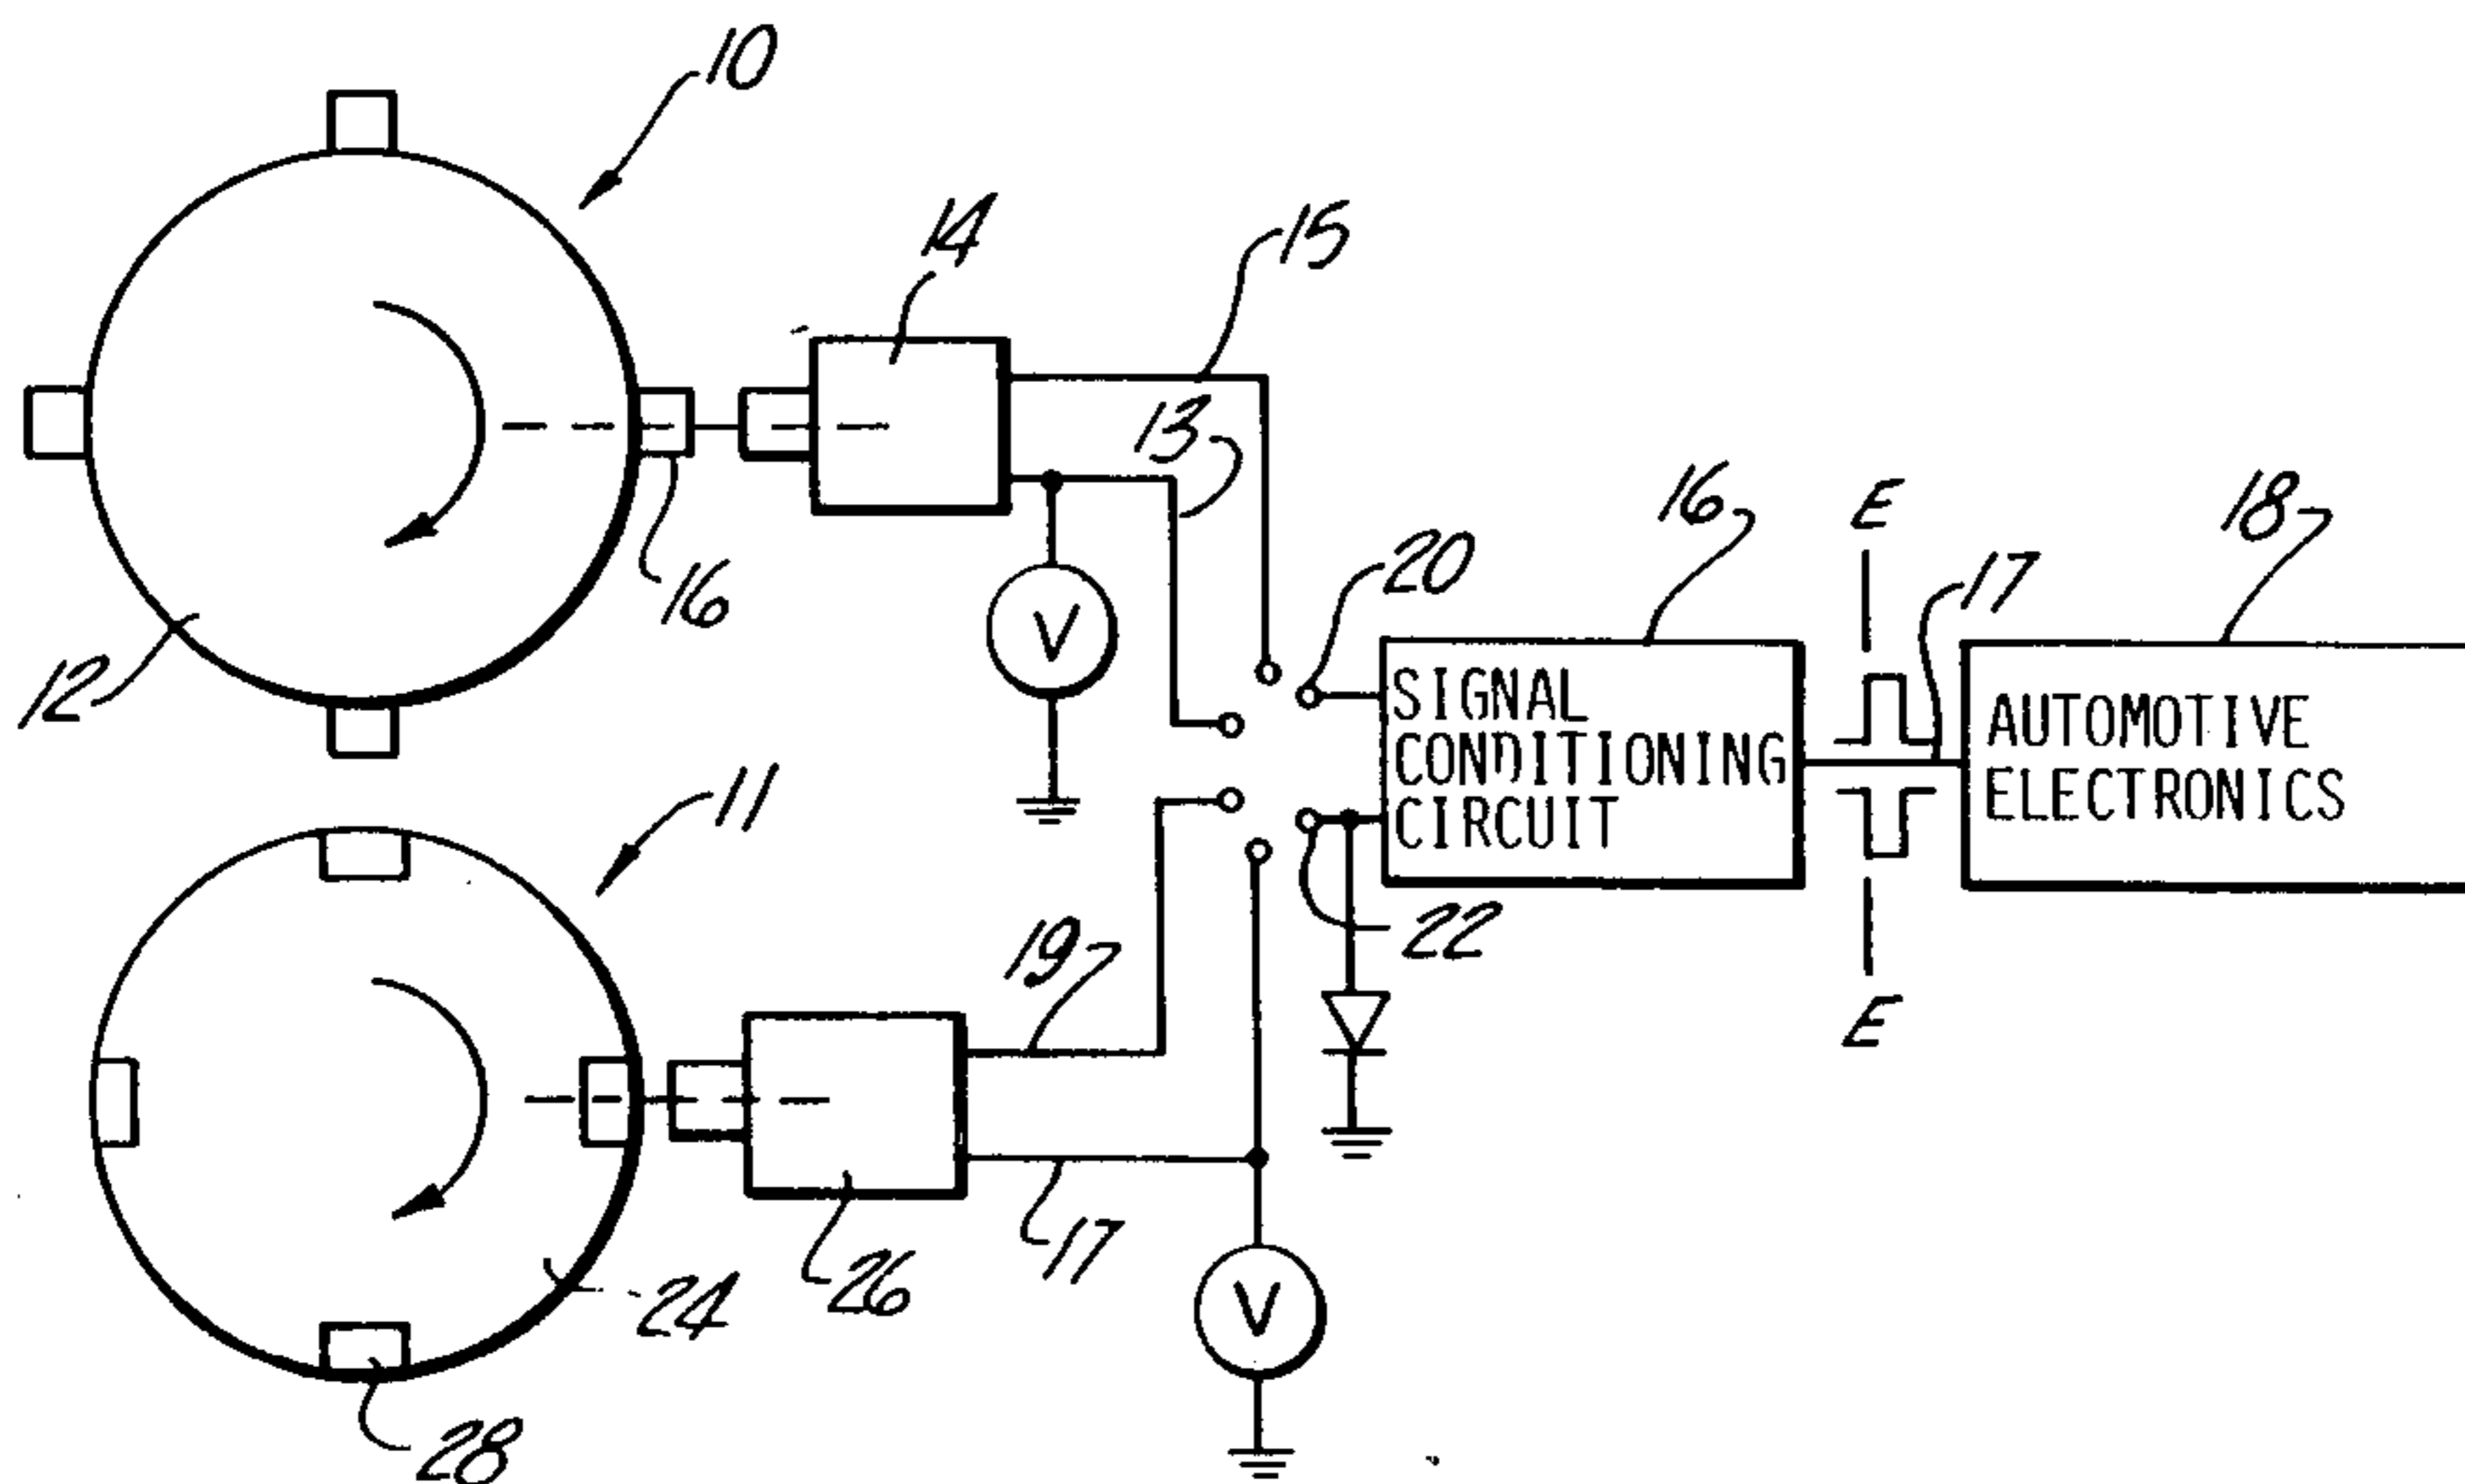 10
14
15
13
16
12
V
20
16
E
17
18
SIGNAL
CONDITIONING
CIRCUIT
AUTOMOTIVE
ELECTRONICS
11
22
E
19
17
26
24
V
28